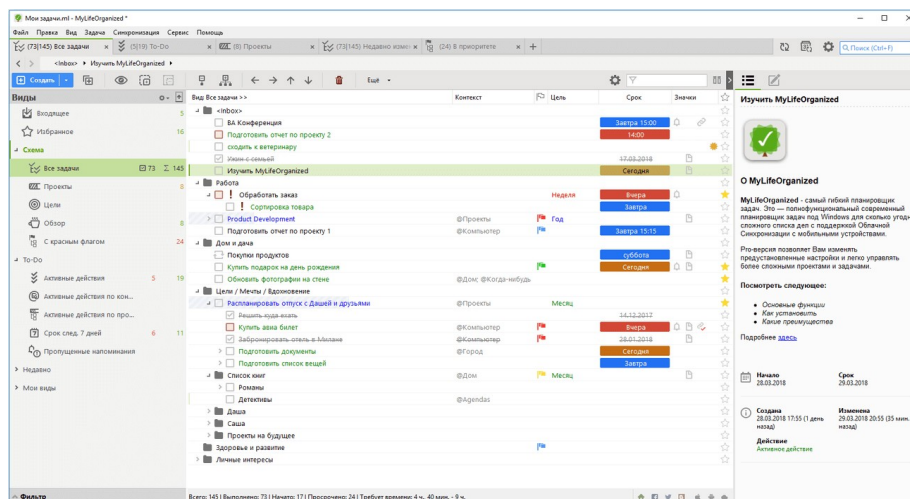 Мои задачи.ml - MyLifeOrganized *
Файл Правка Вид Задача Синхронизация Сервис Помощь
(73|145) Все задачи × (5|19) To-Do × (8) Проекты × (73|145) Недавно изме × (24) В приоритете × +
Поиск (Ctrl+F)
<Inbox> Изучить MyLifeOrganized
Создать Еще
Виды
Входящее 5
Избранное 16
Схема
Все задачи 73 Σ 145
Проекты 8
Цели
Обзор 8
С красным флагом 24
To-Do
Активные действия 5 19
Активные действия по кон...
Активные действия по про...
Срок след. 7 дней 6 11
Пропущенные напоминания
Недавно
Мои виды
Фильтр
Вид: Все задачи >> Контекст Цель Срок Значки
<Inbox>
ВА Конференция Завтра 15:00
Подготовить отчет по проекту 2 14:00
сходить к ветеринару
Ужин с семьей 17.03.2018
Изучить MyLifeOrganized Сегодня
Работа
! Обработать заказ Неделя Вчера
! Сортировка товара Завтра
Product Development @Проекты Год
Подготовить отчет по проекту 1 @Компьютер Завтра 15:15
Дом и дача
Покупки продуктов суббота
Купить подарок на день рождения Сегодня
Обновить фотографии на стене @Дом; @Когда-нибудь
Цели / Мечты / Вдохновение
Распланировать отпуск с Дашей и друзьями @Проекты Месяц
Решить куда ехать 14.12.2017
Купить авиа билет @Компьютер Вчера
Забронировать отель в Милане @Компьютер 28.01.2018
Подготовить документы @Город Сегодня
Подготовить список вещей Завтра
Список книг @Дом Месяц
Романы
Детективы @Agendas
Даша
Саша
Проекты на будущее
Здоровье и развитие
Личные интересы
Всего: 145 | Выполнено: 73 | Начато: 17 | Просрочено: 24 | Требует времени: 4 ч., 40 мин. - 9 ч.
Изучить MyLifeOrganized
О MyLifeOrganized
MyLifeOrganized - самый гибкий планировщик
задач. Это — полнофункциональный современный
планировщик задач под Windows для сколько угодн
сложного списка дел с поддержкой Облачной
Синхронизации с мобильными устройствами.
Pro-версия позволяет Вам изменять
предустановленные настройки и легко управлять
более сложными проектами и задачами.
Посмотреть следующее:
Основные функции
Как установить
Какие преимущества
Подробнее здесь
Начало Срок
28.03.2018 29.03.2018
Создана Изменена
28.03.2018 17:55 (1 день 29.03.2018 20:55 (35 мин.
назад) назад)
Действие
Активное действие